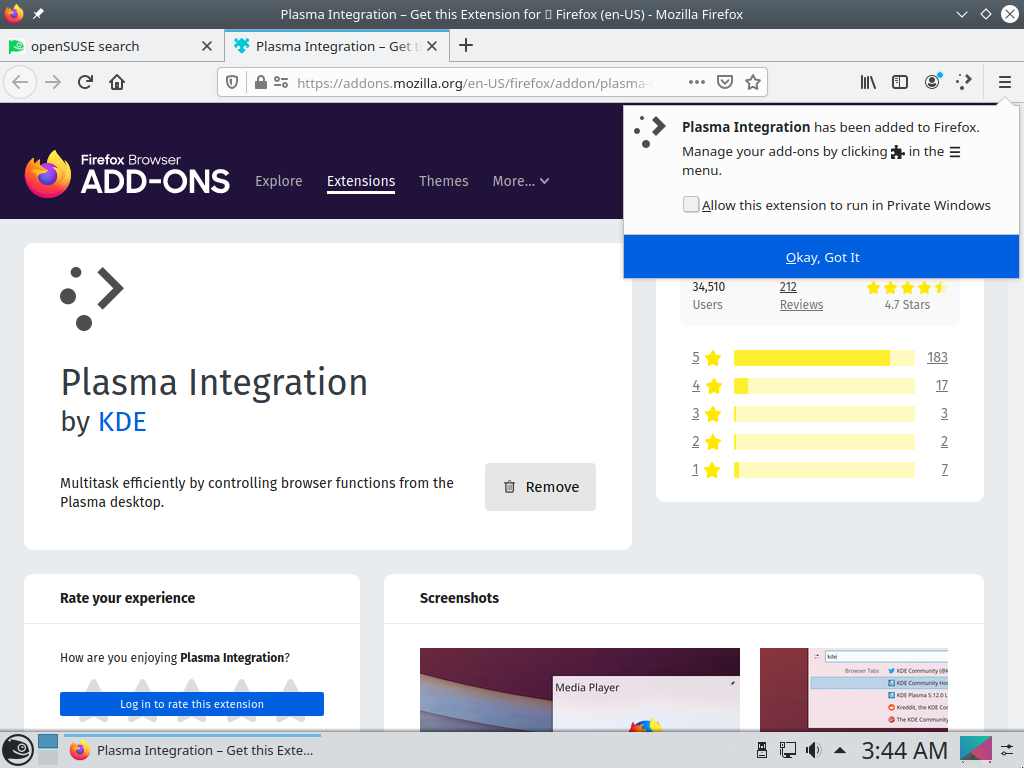 Plasma Integration – Get this Extension for Firefox (en-US) - Mozilla Firefox
openSUSE search
Plasma Integration – Get t
https://addons.mozilla.org/en-US/firefox/addon/plasma-
Plasma Integration has been added to Firefox.
Manage your add-ons by clicking in the
menu.
Allow this extension to run in Private Windows
Okay, Got It
Firefox Browser
ADD-ONS
Explore
Extensions
Themes
More...
34,510
212
Users
Reviews
4.7 Stars
5 183
4 17
3 3
2 2
1 7
Plasma Integration
by KDE
Multitask efficiently by controlling browser functions from the
Plasma desktop.
Remove
Rate your experience
How are you enjoying Plasma Integration?
Log in to rate this extension
Screenshots
Media Player
kde
Browser Tabs
KDE Community (@k
KDE Community Ho
KDE Plasma 5.12.0 L
Kreddit, the KDE Co
The KDE Community
Plasma Integration – Get this Exte...
3:44 AM